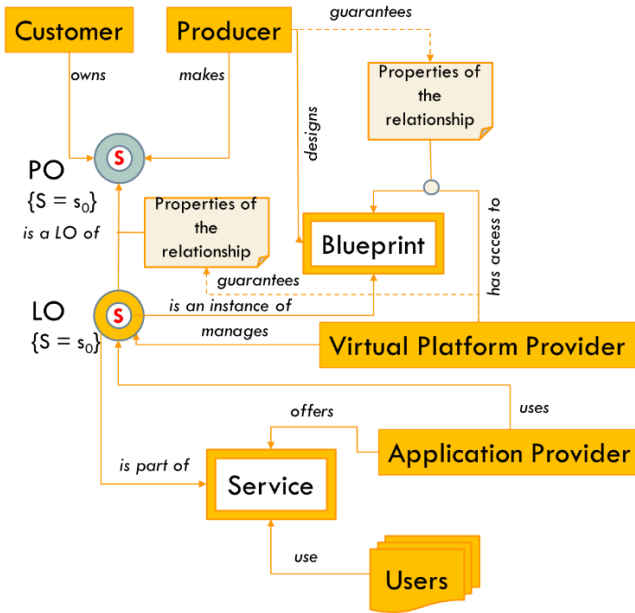 guarantees
Customer
Producer
owns
makes
Properties of
the
relationship
designs
S
PO
{S = s₀}
is a LO of
Properties of
the
relationship
Blueprint
has access to
guarantees
LO
S
is an instance of
{S = s₀}
manages
Virtual Platform Provider
offers
uses
Application Provider
is part of
Service
use
Users